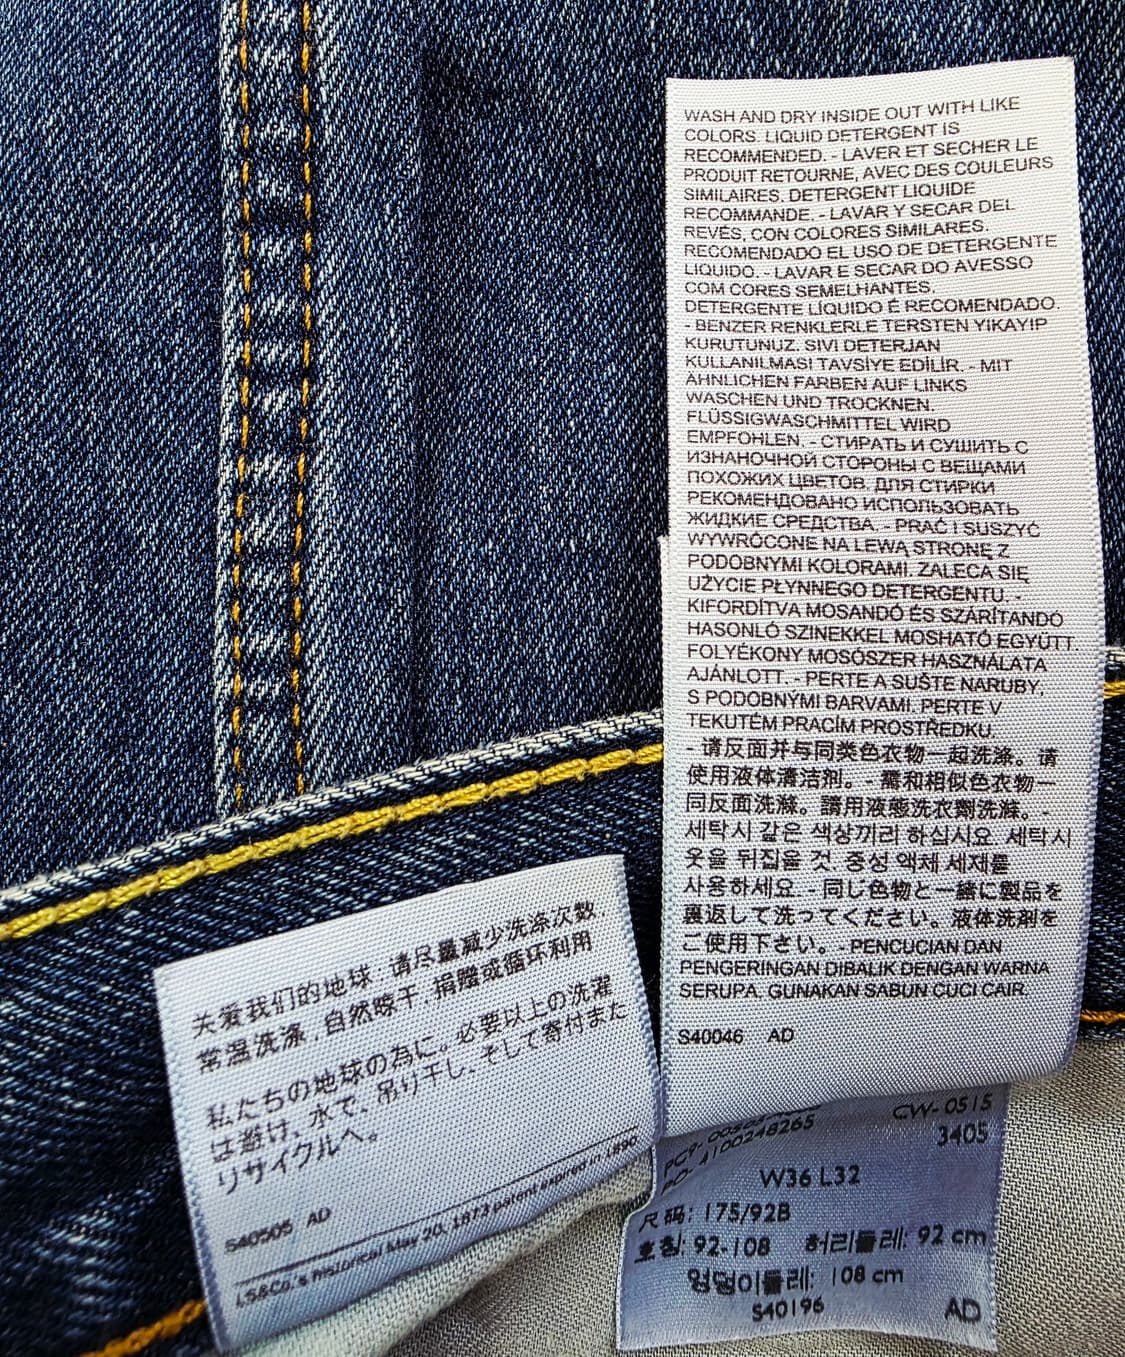 WASH AND DRY INSIDE OUT WITH LIKE
COLORS. LIQUID DETERGENT IS
RECOMMENDED. - LAVER ET SECHER LE
PRODUIT RETOURNE, AVEC DES COULEURS
SIMILAIRES. DETERGENT LIQUIDE
RECOMMANDE. - LAVAR Y SECAR DEL
REVÉS, CON COLORES SIMILARES.
RECOMENDADO EL USO DE DETERGENTE
LIQUIDO. - LAVAR E SECAR DO AVESSO
COM CORES SEMELHANTES.
DETERGENTE LÍQUIDO É RECOMENDADO.
- BENZER RENKLERLE TERSTEN YIKAYIP
KURUTUNUZ. SIVI DETERJAN
KULLANILMASI TAVSİYE EDİLİR. - MIT
ÄHNLICHEN FARBEN AUF LINKS
WASCHEN UND TROCKNEN.
FLÜSSIGWASCHMITTEL WIRD
EMPFOHLEN. - СТИРАТЬ И СУШИТЬ С
ИЗНАНОЧНОЙ СТОРОНЫ С ВЕЩАМИ
ПОХОЖИХ ЦВЕТОВ. ДЛЯ СТИРКИ
РЕКОМЕНДОВАНО ИСПОЛЬЗОВАТЬ
ЖИДКИЕ СРЕДСТВА. - PRAĆ I SUSZYĆ
WYWRÓCONE NA LEWĄ STRONĘ Z
PODOBNYMI KOLORAMI. ZALECA SIĘ
UŻYCIE PŁYNNEGO DETERGENTU. -
KIFORDÍTVA MOSANDÓ ÉS SZÁRÍTANDÓ
HASONLÓ SZINEKKEL MOSHATÓ EGYÜTT.
FOLYÉKONY MOSÓSZER HASZNÁLATA
AJÁNLOTT. - PERTE A SUŠTE NARUBY,
S PODOBNÝMI BARVAMI. PERTE V
TEKUTÉM PRACÍM PROSTŘEDKU.
- 请反面并与同类色衣物一起洗涤。请
使用液体清洁剂。- 需和相似色衣物一
同反面洗滌。請用液態洗衣劑洗滌。-
세탁시 같은 색상끼리 하십시요. 세탁시
옷을 뒤집을 것. 중성 액체 세제를
사용하세요. - 同じ色物と一緒に製品を
裏返して洗ってください。液体洗剤を
ご使用下さい。- PENCUCIAN DAN
PENGERINGAN DIBALIK DENGAN WARNA
SERUPA. GUNAKAN SABUN CUCI CAIR.
S40046 AD
关爱我们的地球，请尽量减少洗涤次数，
常温洗涤，自然晾干，捐赠或循环利用
私たちの地球の為に。必要以上の洗濯
は避け、水で、吊り干し、そして寄付また
リサイクルへ。
S40505 AD
LS&Co.'s historical May 20, 1873 patent expired in 1890
CW- 0515
PO- 4100248265 3405
W36 L32
尺码: 175/92B
호칭: 92-108 허리둘레: 92 cm
엉덩이둘레: 108 cm
S40196 AD